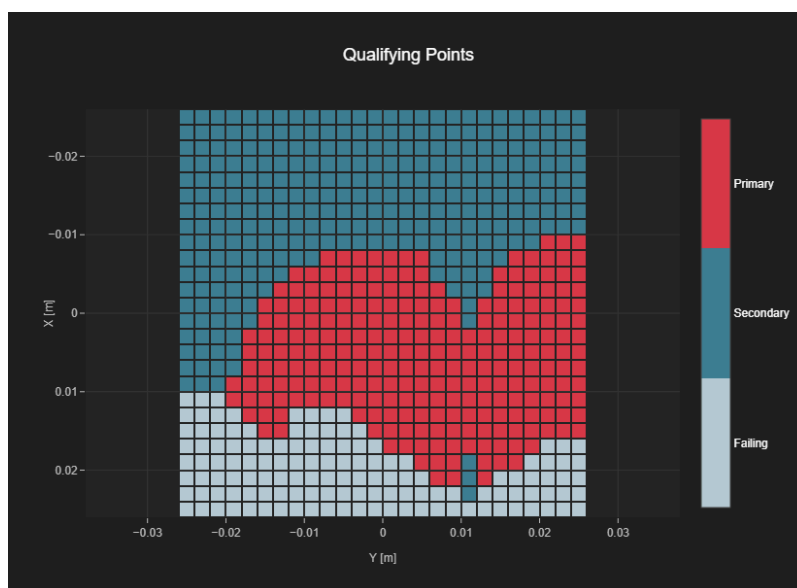 Qualifying Points
−0.02
−0.01
0
0.01
0.02
X [m]
−0.03
−0.02
−0.01
0
0.01
0.02
0.03
Y [m]
Primary
Secondary
Failing